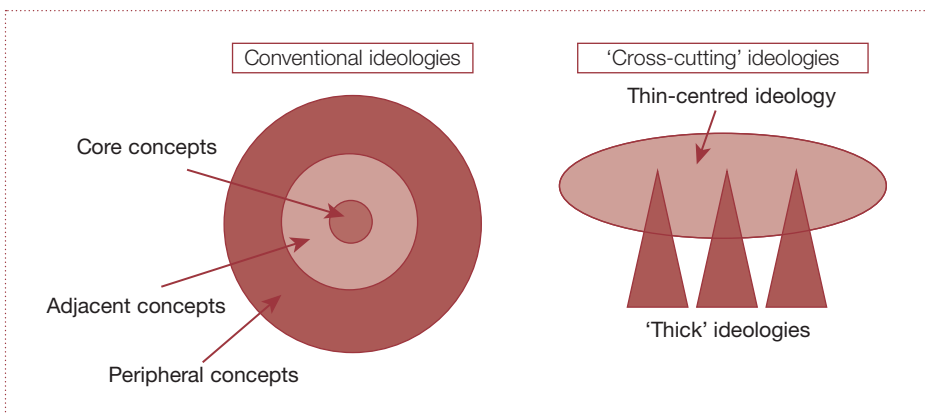 Conventional ideologies
Core concepts
Adjacent concepts
Peripheral concepts
‘Cross-cutting’ ideologies
Thin-centred ideology
‘Thick’ ideologies